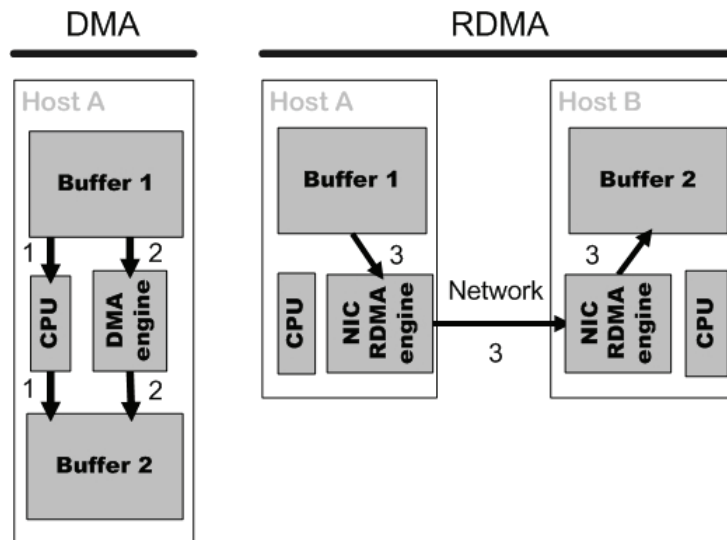 DMA
Host A
Buffer 1
1
2
CPU
DMA
engine
1
2
Buffer 2
RDMA
Host A
Buffer 1
3
CPU
NIC
RDMA
engine
Network
3
Host B
Buffer 2
3
NIC
RDMA
engine
CPU